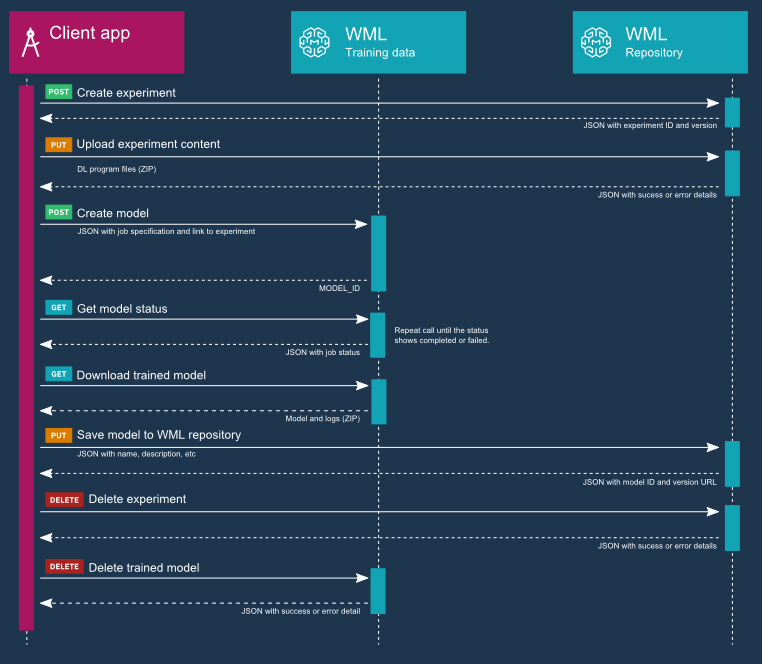 Client app
WML
Training data
WML
Repository
POST Create experiment
JSON with experiment ID and version
PUT Upload experiment content
DL program files (ZIP)
JSON with sucess or error details
POST Create model
JSON with job specification and link to experiment
MODEL_ID
GET Get model status
Repeat call until the status
shows completed or failed.
JSON with job status
GET Download trained model
Model and logs (ZIP)
PUT Save model to WML repository
JSON with name, description, etc
JSON with model ID and version URL
DELETE Delete experiment
JSON with sucess or error details
DELETE Delete trained model
JSON with success or error detail